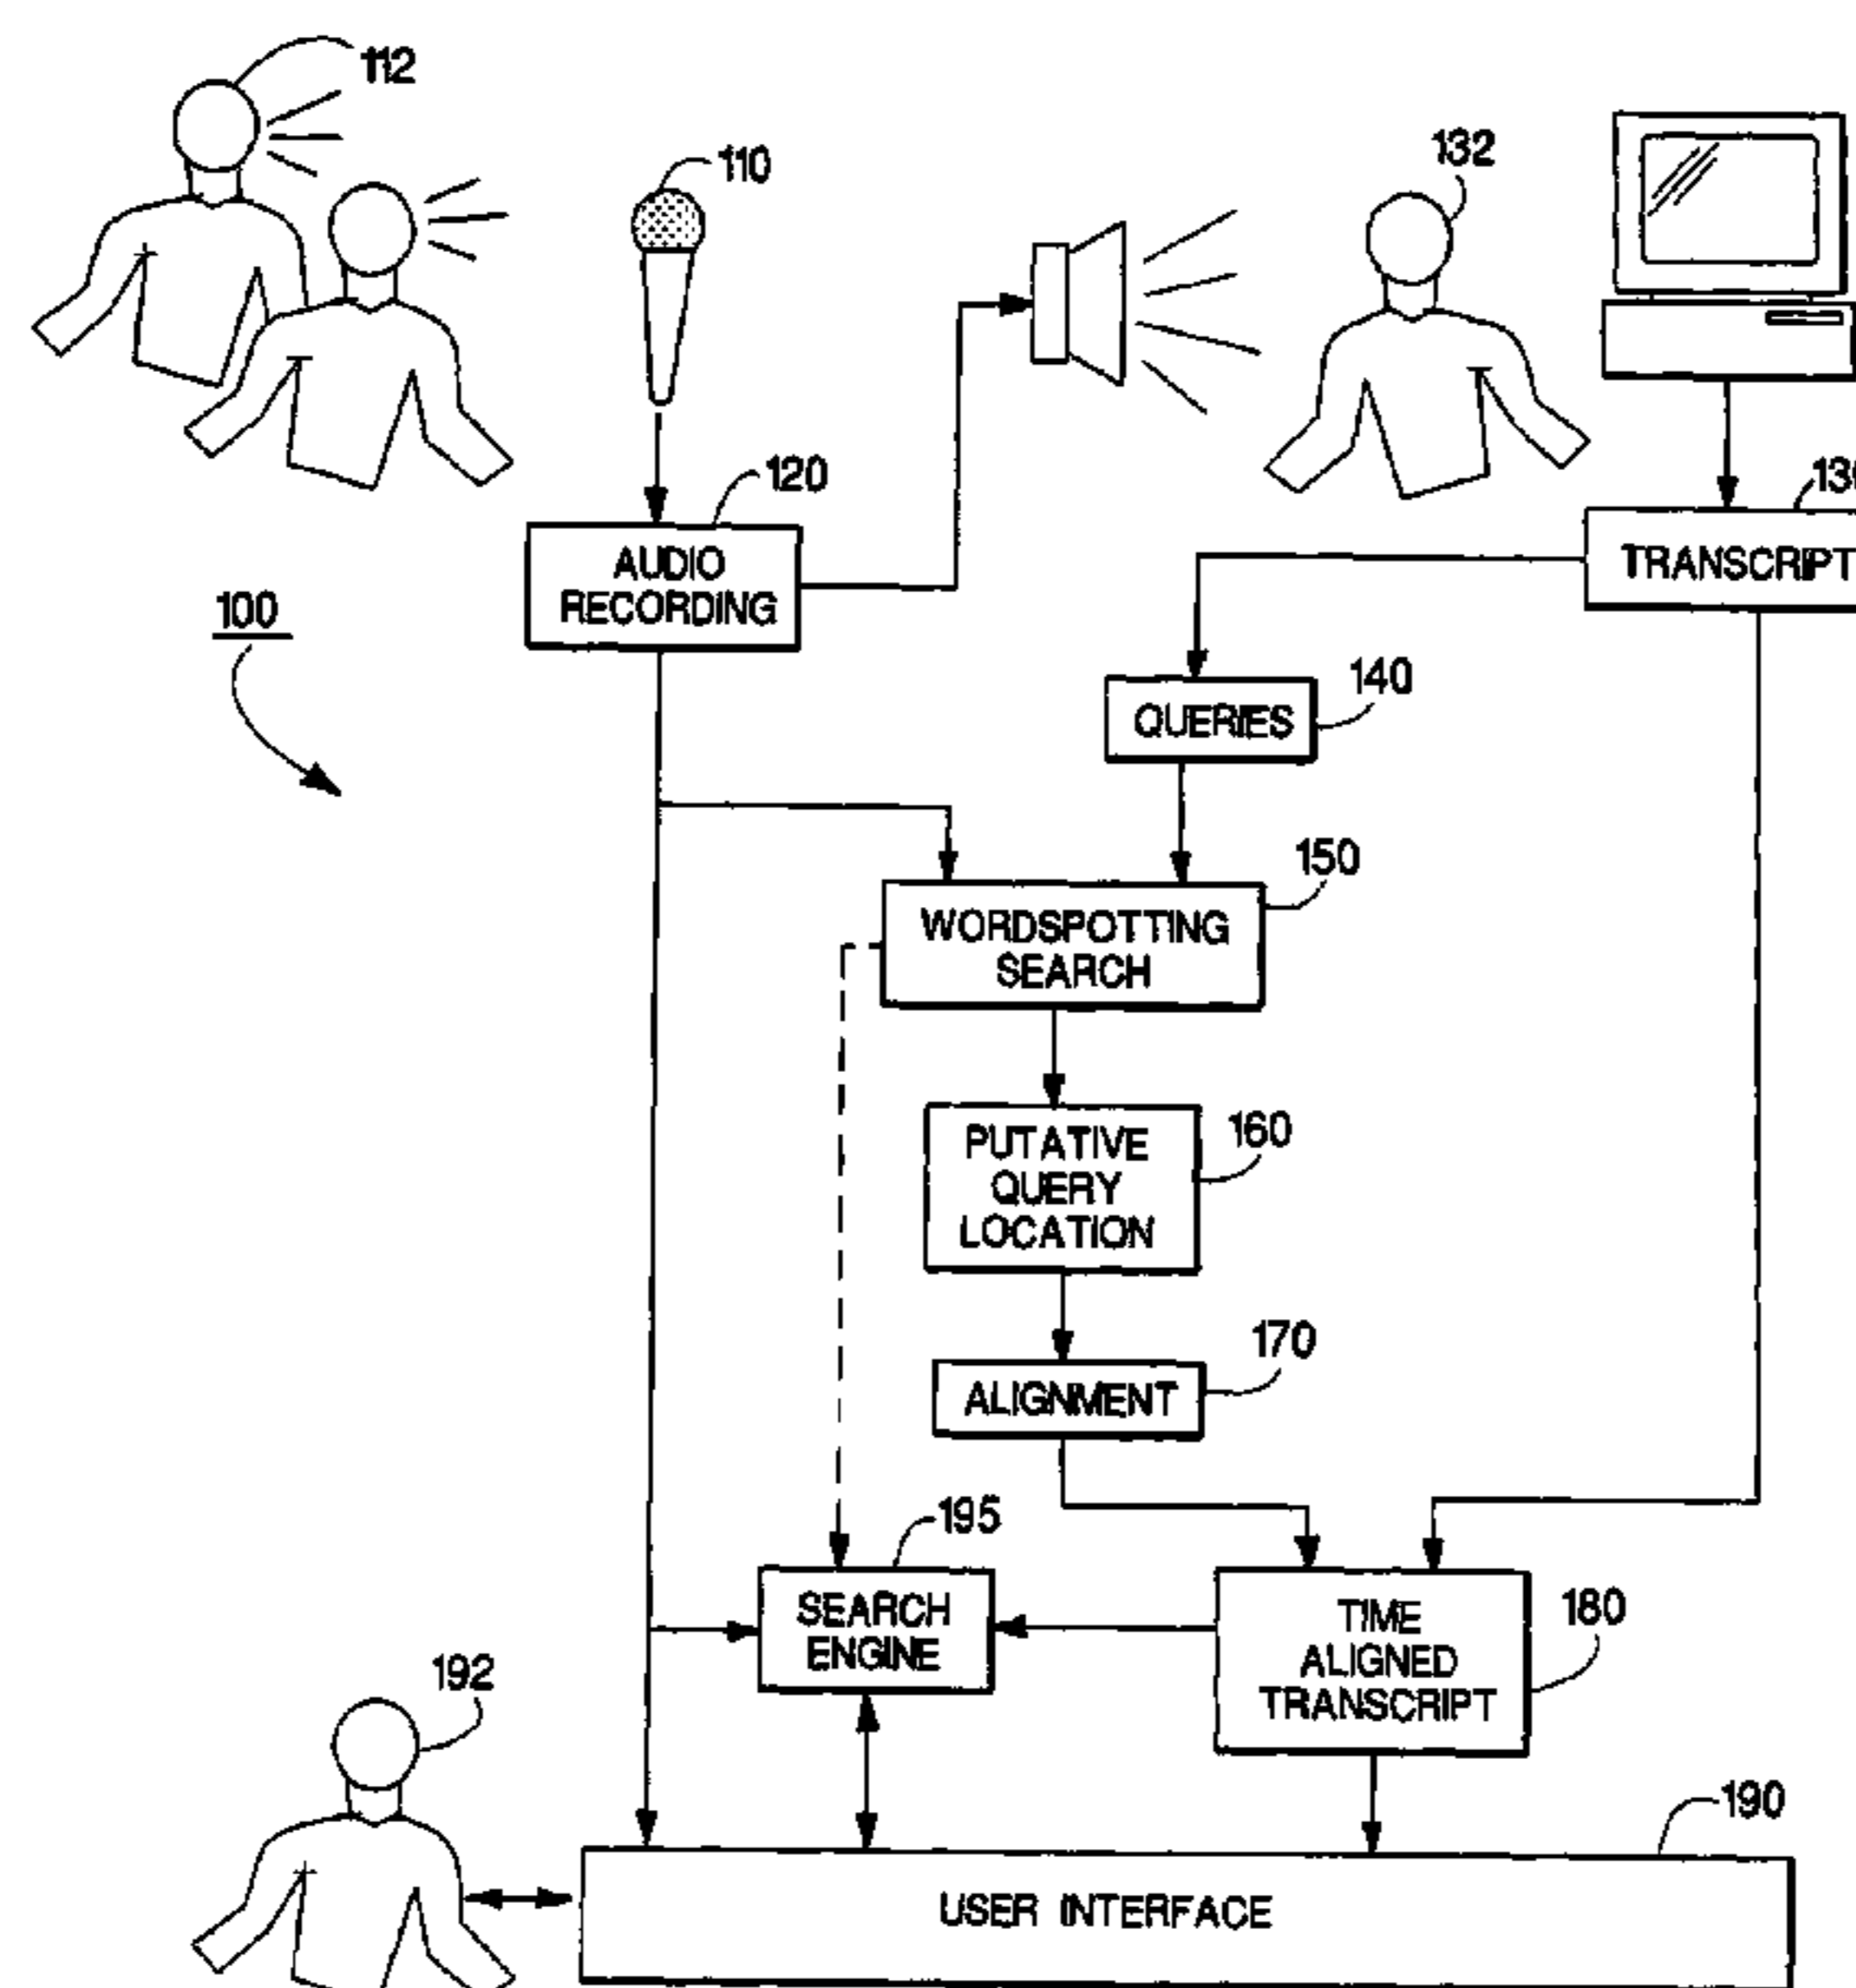 112
110
132
120
AUDIO
RECORDING
TRANSCRIPT
100
140
QUERIES
150
WORDSPOTTING
SEARCH
160
PUTATIVE
QUERY
LOCATION
170
ALIGNMENT
195
SEARCH
ENGINE
180
TIME
ALIGNED
TRANSCRIPT
192
190
USER INTERFACE